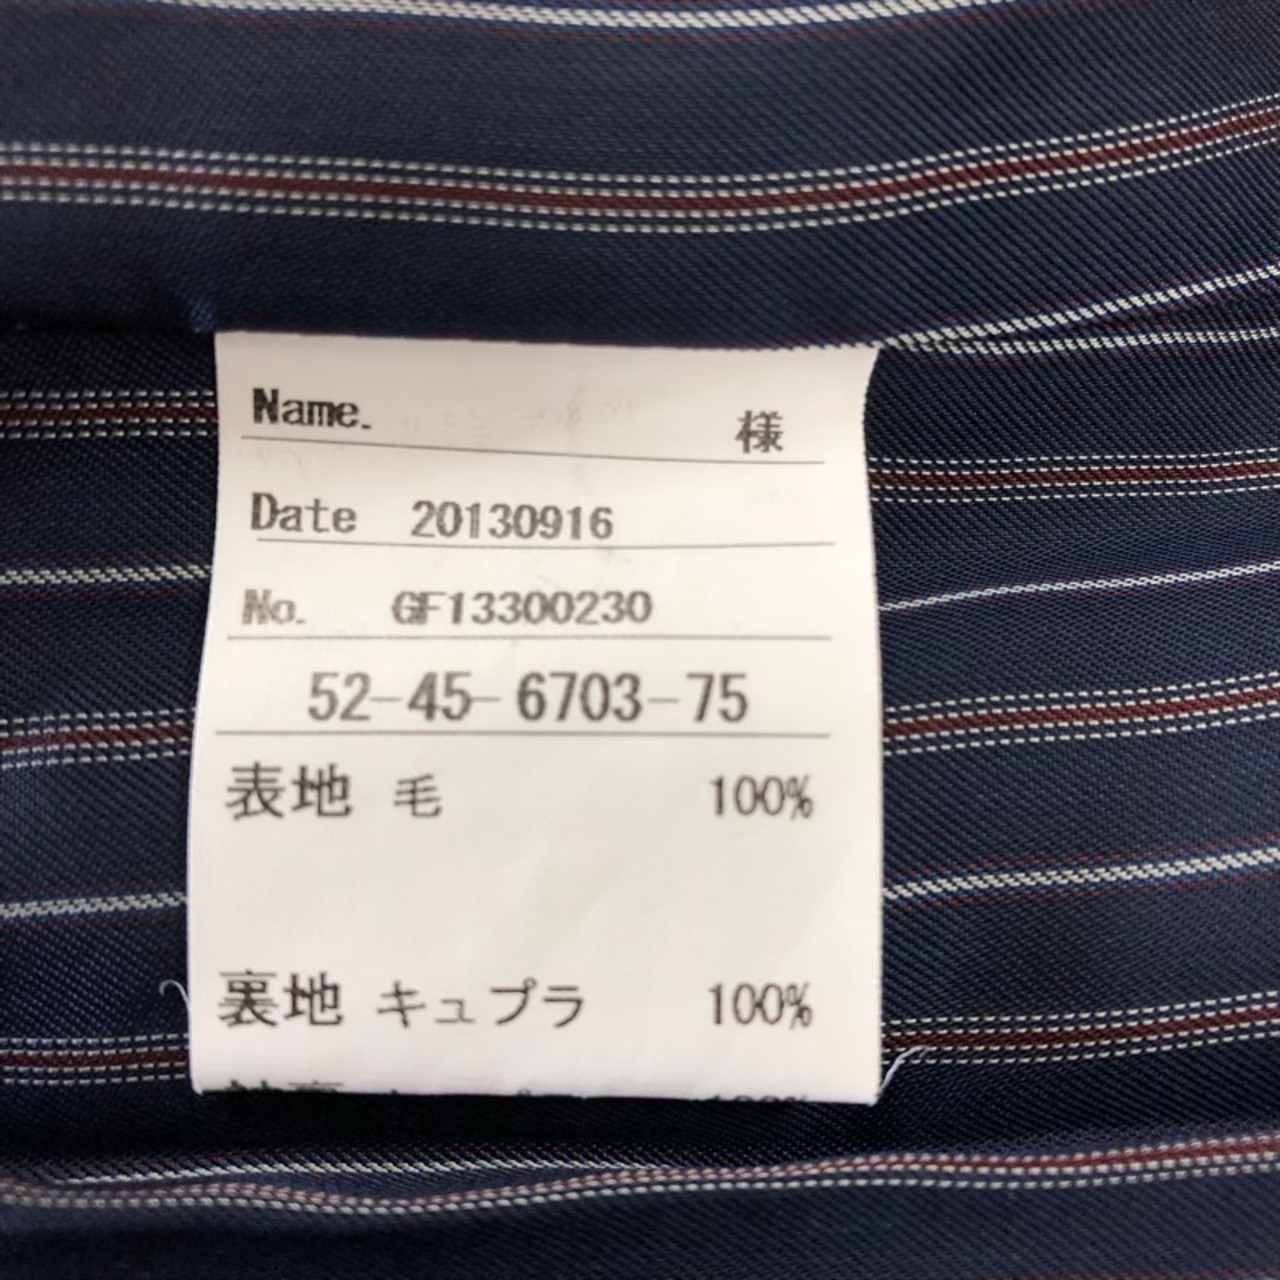 Name. 様
Date 20130916
No. GF13300230
52-45-6703-75
表地 毛 100%
裏地 キュプラ 100%